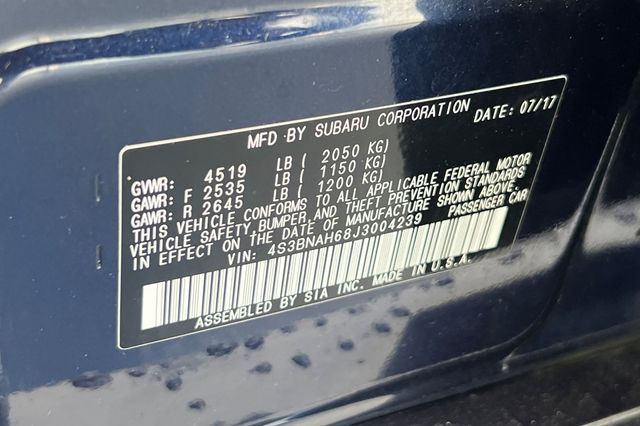 MFD BY SUBARU CORPORATION DATE: 07/17
GVWR: 4519 LB ( 2050 KG)
GAWR: F 2535 LB ( 1150 KG)
GAWR: R 2645 LB ( 1200 KG)
THIS VEHICLE CONFORMS TO ALL APPLICABLE FEDERAL MOTOR
VEHICLE SAFETY, BUMPER, AND THEFT PREVENTION STANDARDS
IN EFFECT ON THE DATE OF MANUFACTURE SHOWN ABOVE.
VIN: 4S3BNAH68J3004239 PASSENGER CAR
ASSEMBLED BY SIA INC. MADE IN U.S.A.